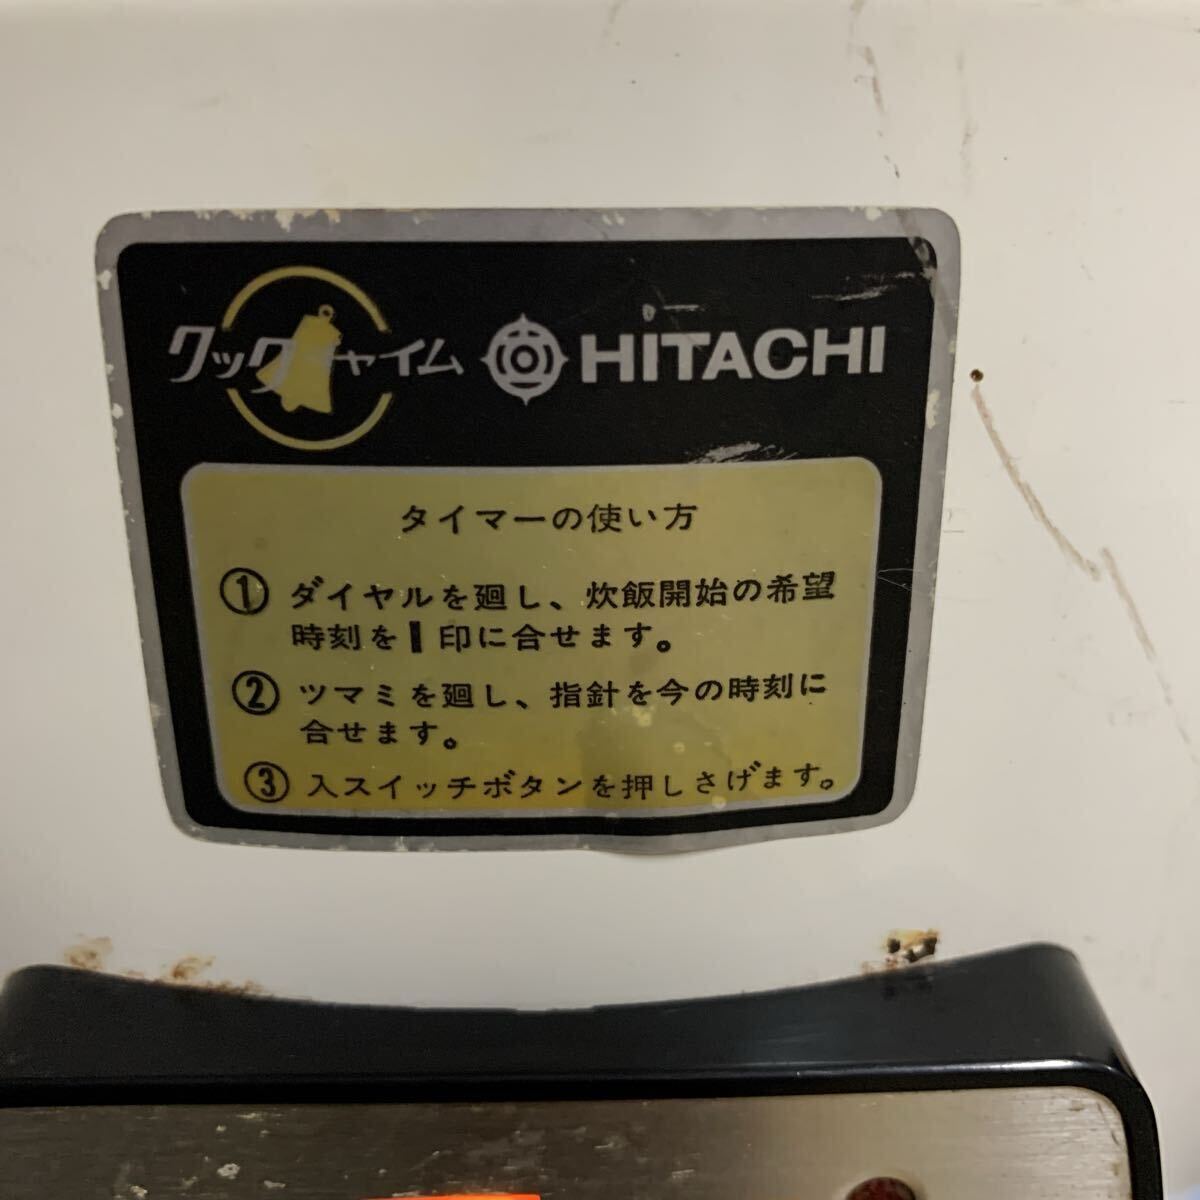 クックチャイム HITACHI
タイマーの使い方
① ダイヤルを廻し、炊飯開始の希望
時刻を▮印に合せます。
② ツマミを廻し、指針を今の時刻に
合せます。
③ 入スイッチボタンを押しさげます。